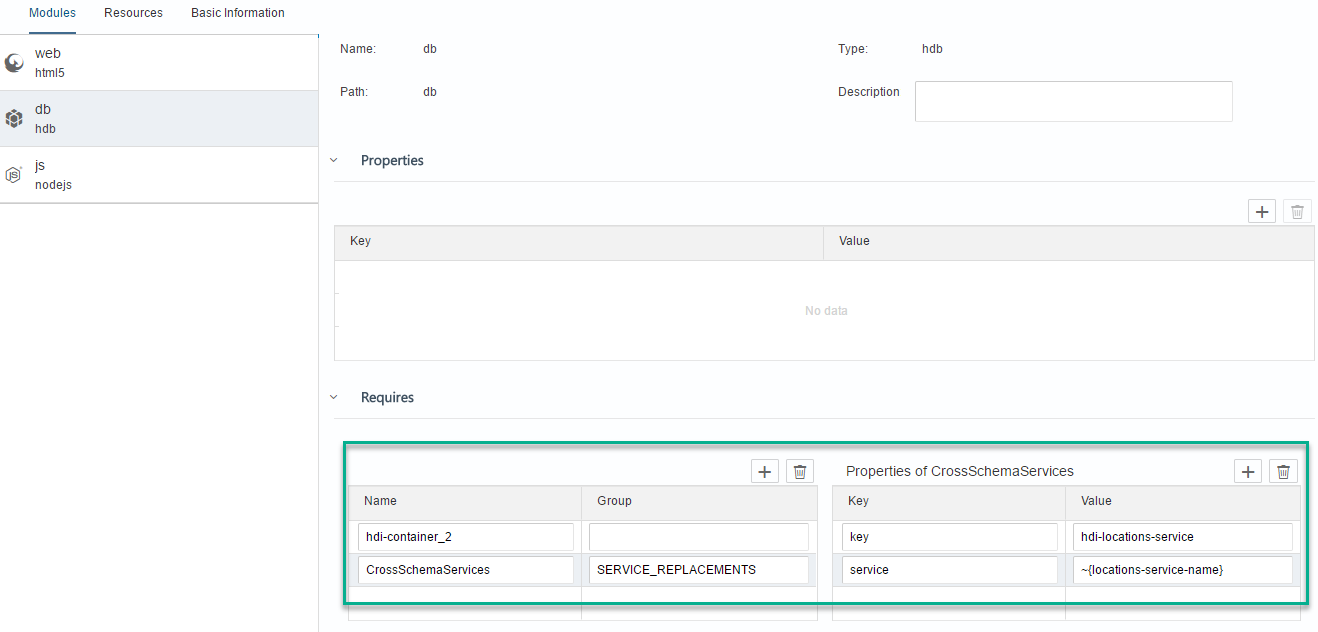 Modules Resources Basic Information
web
html5
db
hdb
js
nodejs
Name: db Type: hdb
Path: db Description
Properties
Key Value
No data
Requires
Properties of CrossSchemaServices
Name Group Key Value
hdi-container_2 key hdi-locations-service
CrossSchemaServices SERVICE_REPLACEMENTS service ~{locations-service-name}